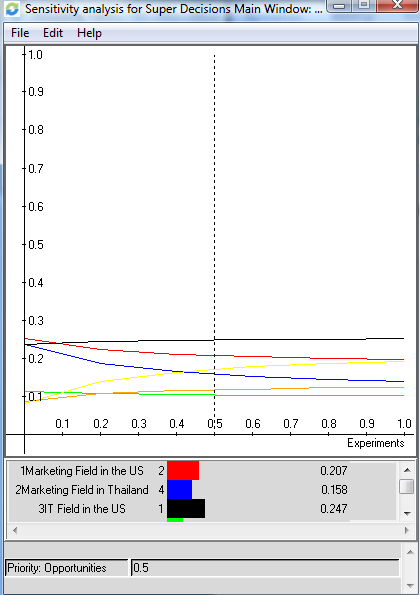 Sensitivity analysis for Super Decisions Main Window: ...
File Edit Help
1.0
0.9
0.8
0.7
0.6
0.5
0.4
0.3
0.2
0.1
0.1 0.2 0.3 0.4 0.5 0.6 0.7 0.8 0.9 1.0
Experiments
1Marketing Field in the US 2 0.207
2Marketing Field in Thailand 4 0.158
3IT Field in the US 1 0.247
Priority: Opportunities 0.5